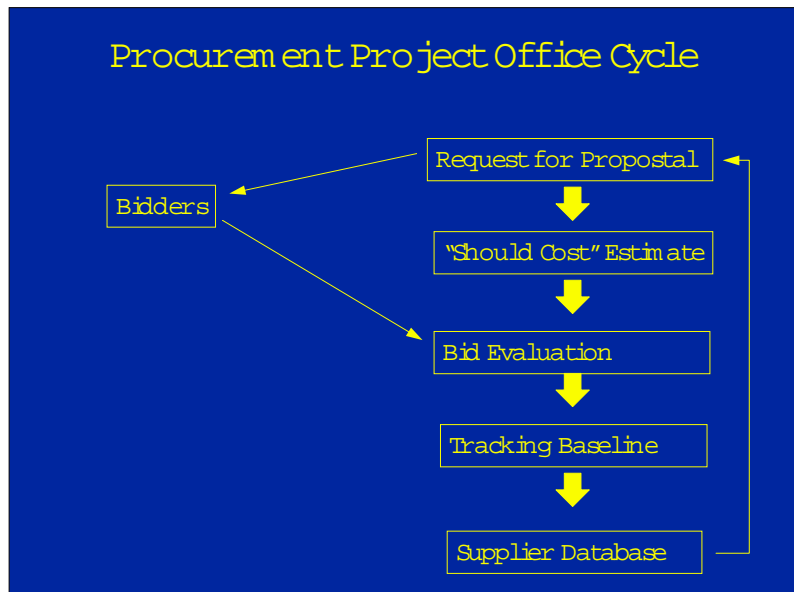 Procurement Project Office Cycle
Request for Propostal
Bidders
"Should Cost" Estimate
Bid Evaluation
Tracking Baseline
Supplier Database